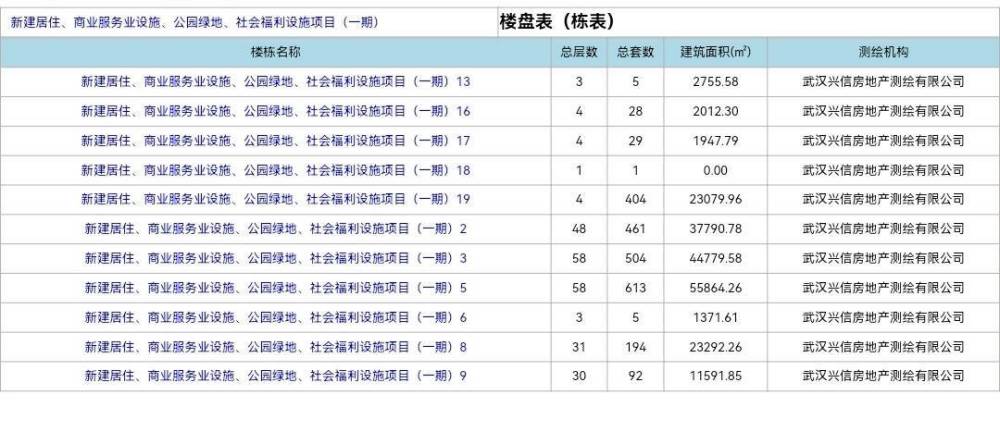 新建居住、商业服务业设施、公园绿地、社会福利设施项目（一期） 楼盘表（栋表）
楼栋名称 总层数 总套数 建筑面积(㎡) 测绘机构
新建居住、商业服务业设施、公园绿地、社会福利设施项目（一期）13 3 5 2755.58 武汉兴信房地产测绘有限公司
新建居住、商业服务业设施、公园绿地、社会福利设施项目（一期）16 4 28 2012.30 武汉兴信房地产测绘有限公司
新建居住、商业服务业设施、公园绿地、社会福利设施项目（一期）17 4 29 1947.79 武汉兴信房地产测绘有限公司
新建居住、商业服务业设施、公园绿地、社会福利设施项目（一期）18 1 1 0.00 武汉兴信房地产测绘有限公司
新建居住、商业服务业设施、公园绿地、社会福利设施项目（一期）19 4 404 23079.96 武汉兴信房地产测绘有限公司
新建居住、商业服务业设施、公园绿地、社会福利设施项目（一期）2 48 461 37790.78 武汉兴信房地产测绘有限公司
新建居住、商业服务业设施、公园绿地、社会福利设施项目（一期）3 58 504 44779.58 武汉兴信房地产测绘有限公司
新建居住、商业服务业设施、公园绿地、社会福利设施项目（一期）5 58 613 55864.26 武汉兴信房地产测绘有限公司
新建居住、商业服务业设施、公园绿地、社会福利设施项目（一期）6 3 5 1371.61 武汉兴信房地产测绘有限公司
新建居住、商业服务业设施、公园绿地、社会福利设施项目（一期）8 31 194 23292.26 武汉兴信房地产测绘有限公司
新建居住、商业服务业设施、公园绿地、社会福利设施项目（一期）9 30 92 11591.85 武汉兴信房地产测绘有限公司